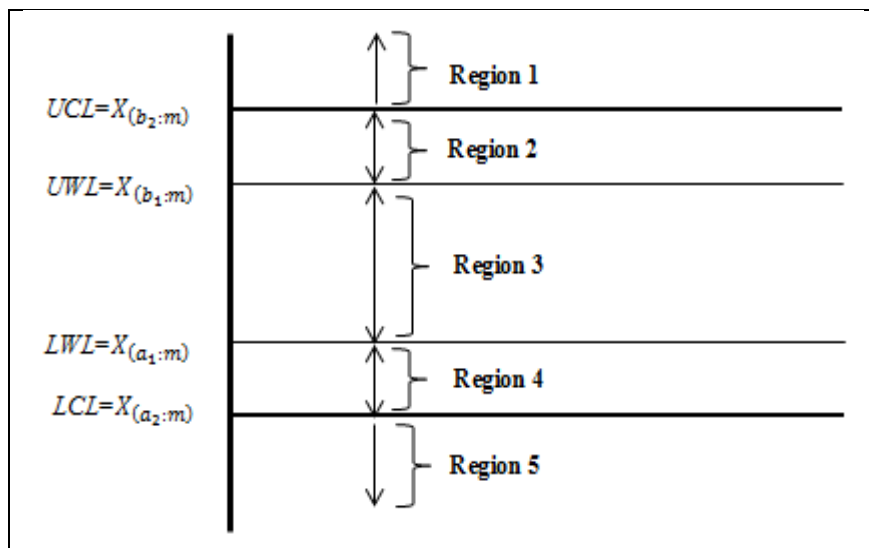 Region 1
UCL=X(b₂:m)
Region 2
UWL=X(b₁:m)
Region 3
LWL=X(a₁:m)
Region 4
LCL=X(a₂:m)
Region 5